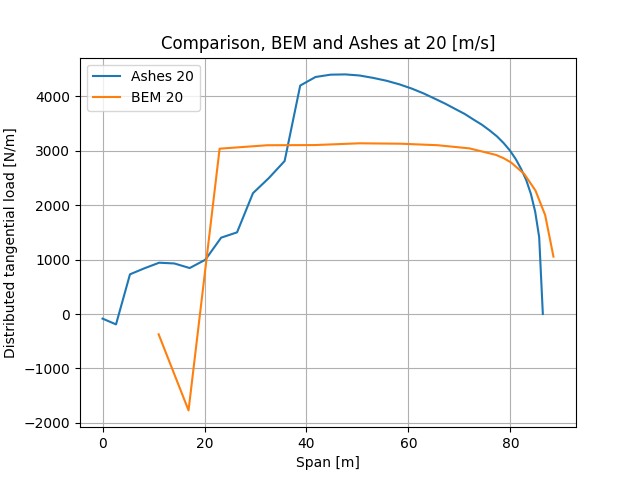 Comparison, BEM and Ashes at 20 [m/s]
Ashes 20
BEM 20
Distributed tangential load [N/m]
4000
3000
2000
1000
0
−1000
−2000
0 20 40 60 80
Span [m]